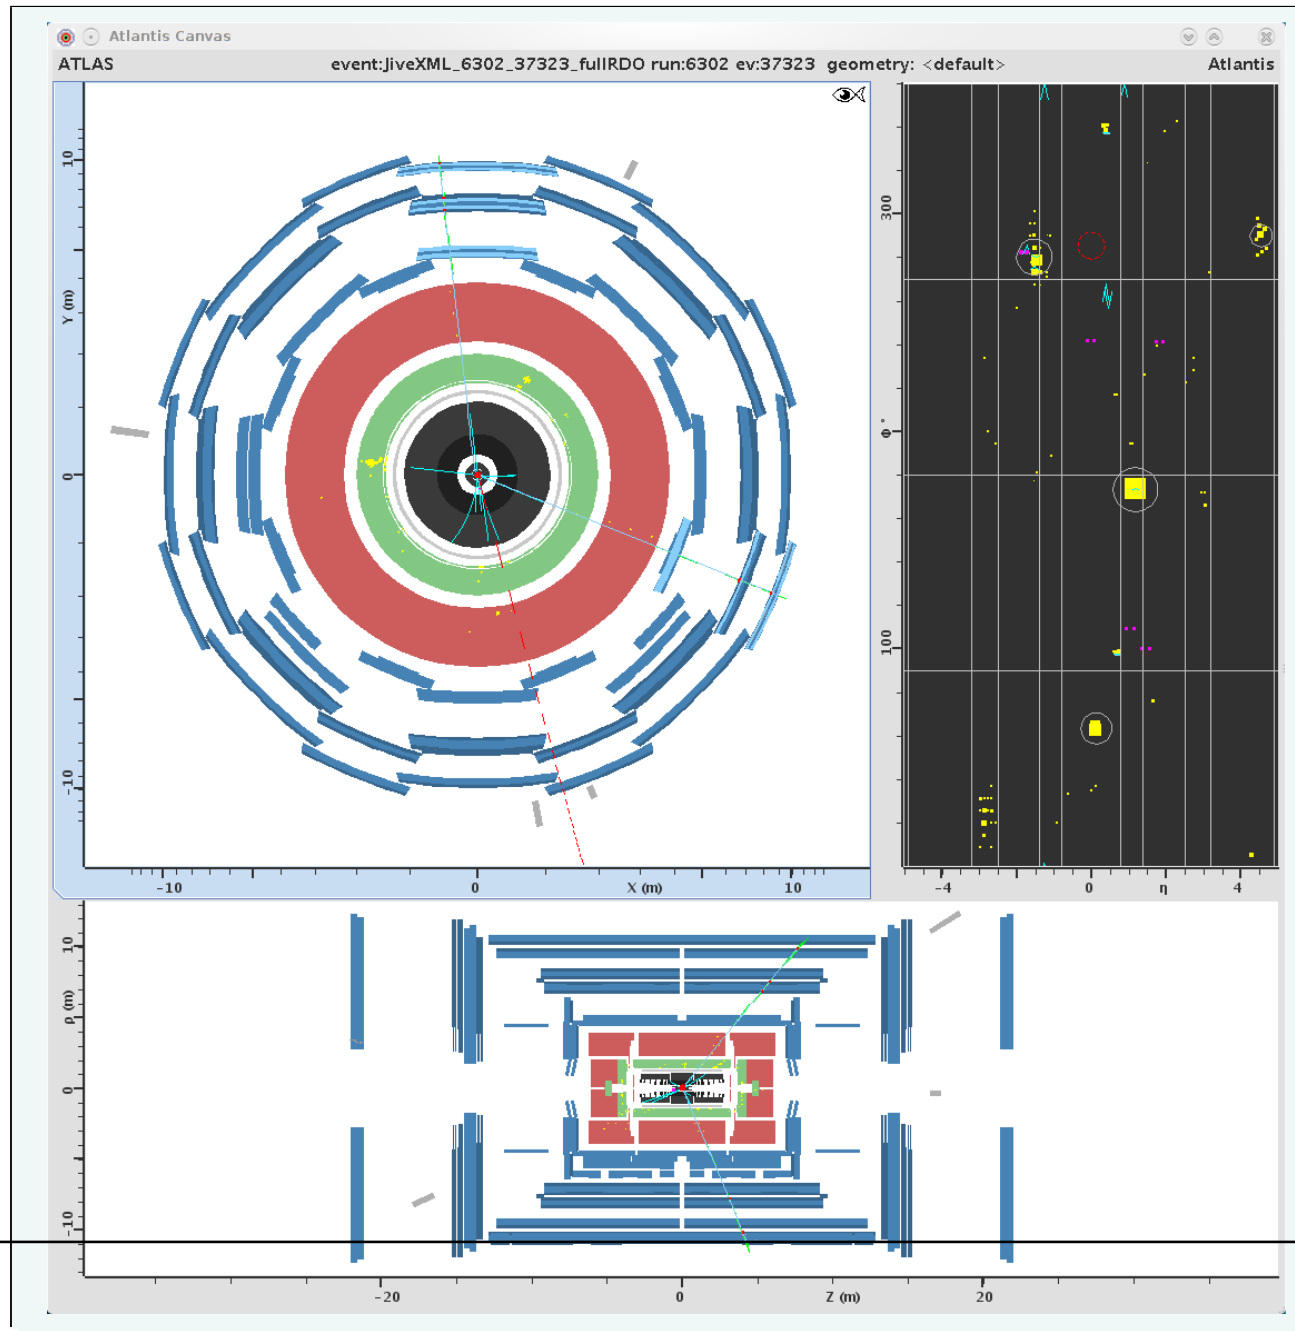 Atlantis Canvas
ATLAS event:JiveXML_6302_37323_fullRDO run:6302 ev:37323 geometry: <default> Atlantis
10
Y (m)
0
-10
-10 0 X (m) 10
300
Φ °
100
-4 0 η 4
10
ρ (m)
0
-10
-20 0 Z (m) 20